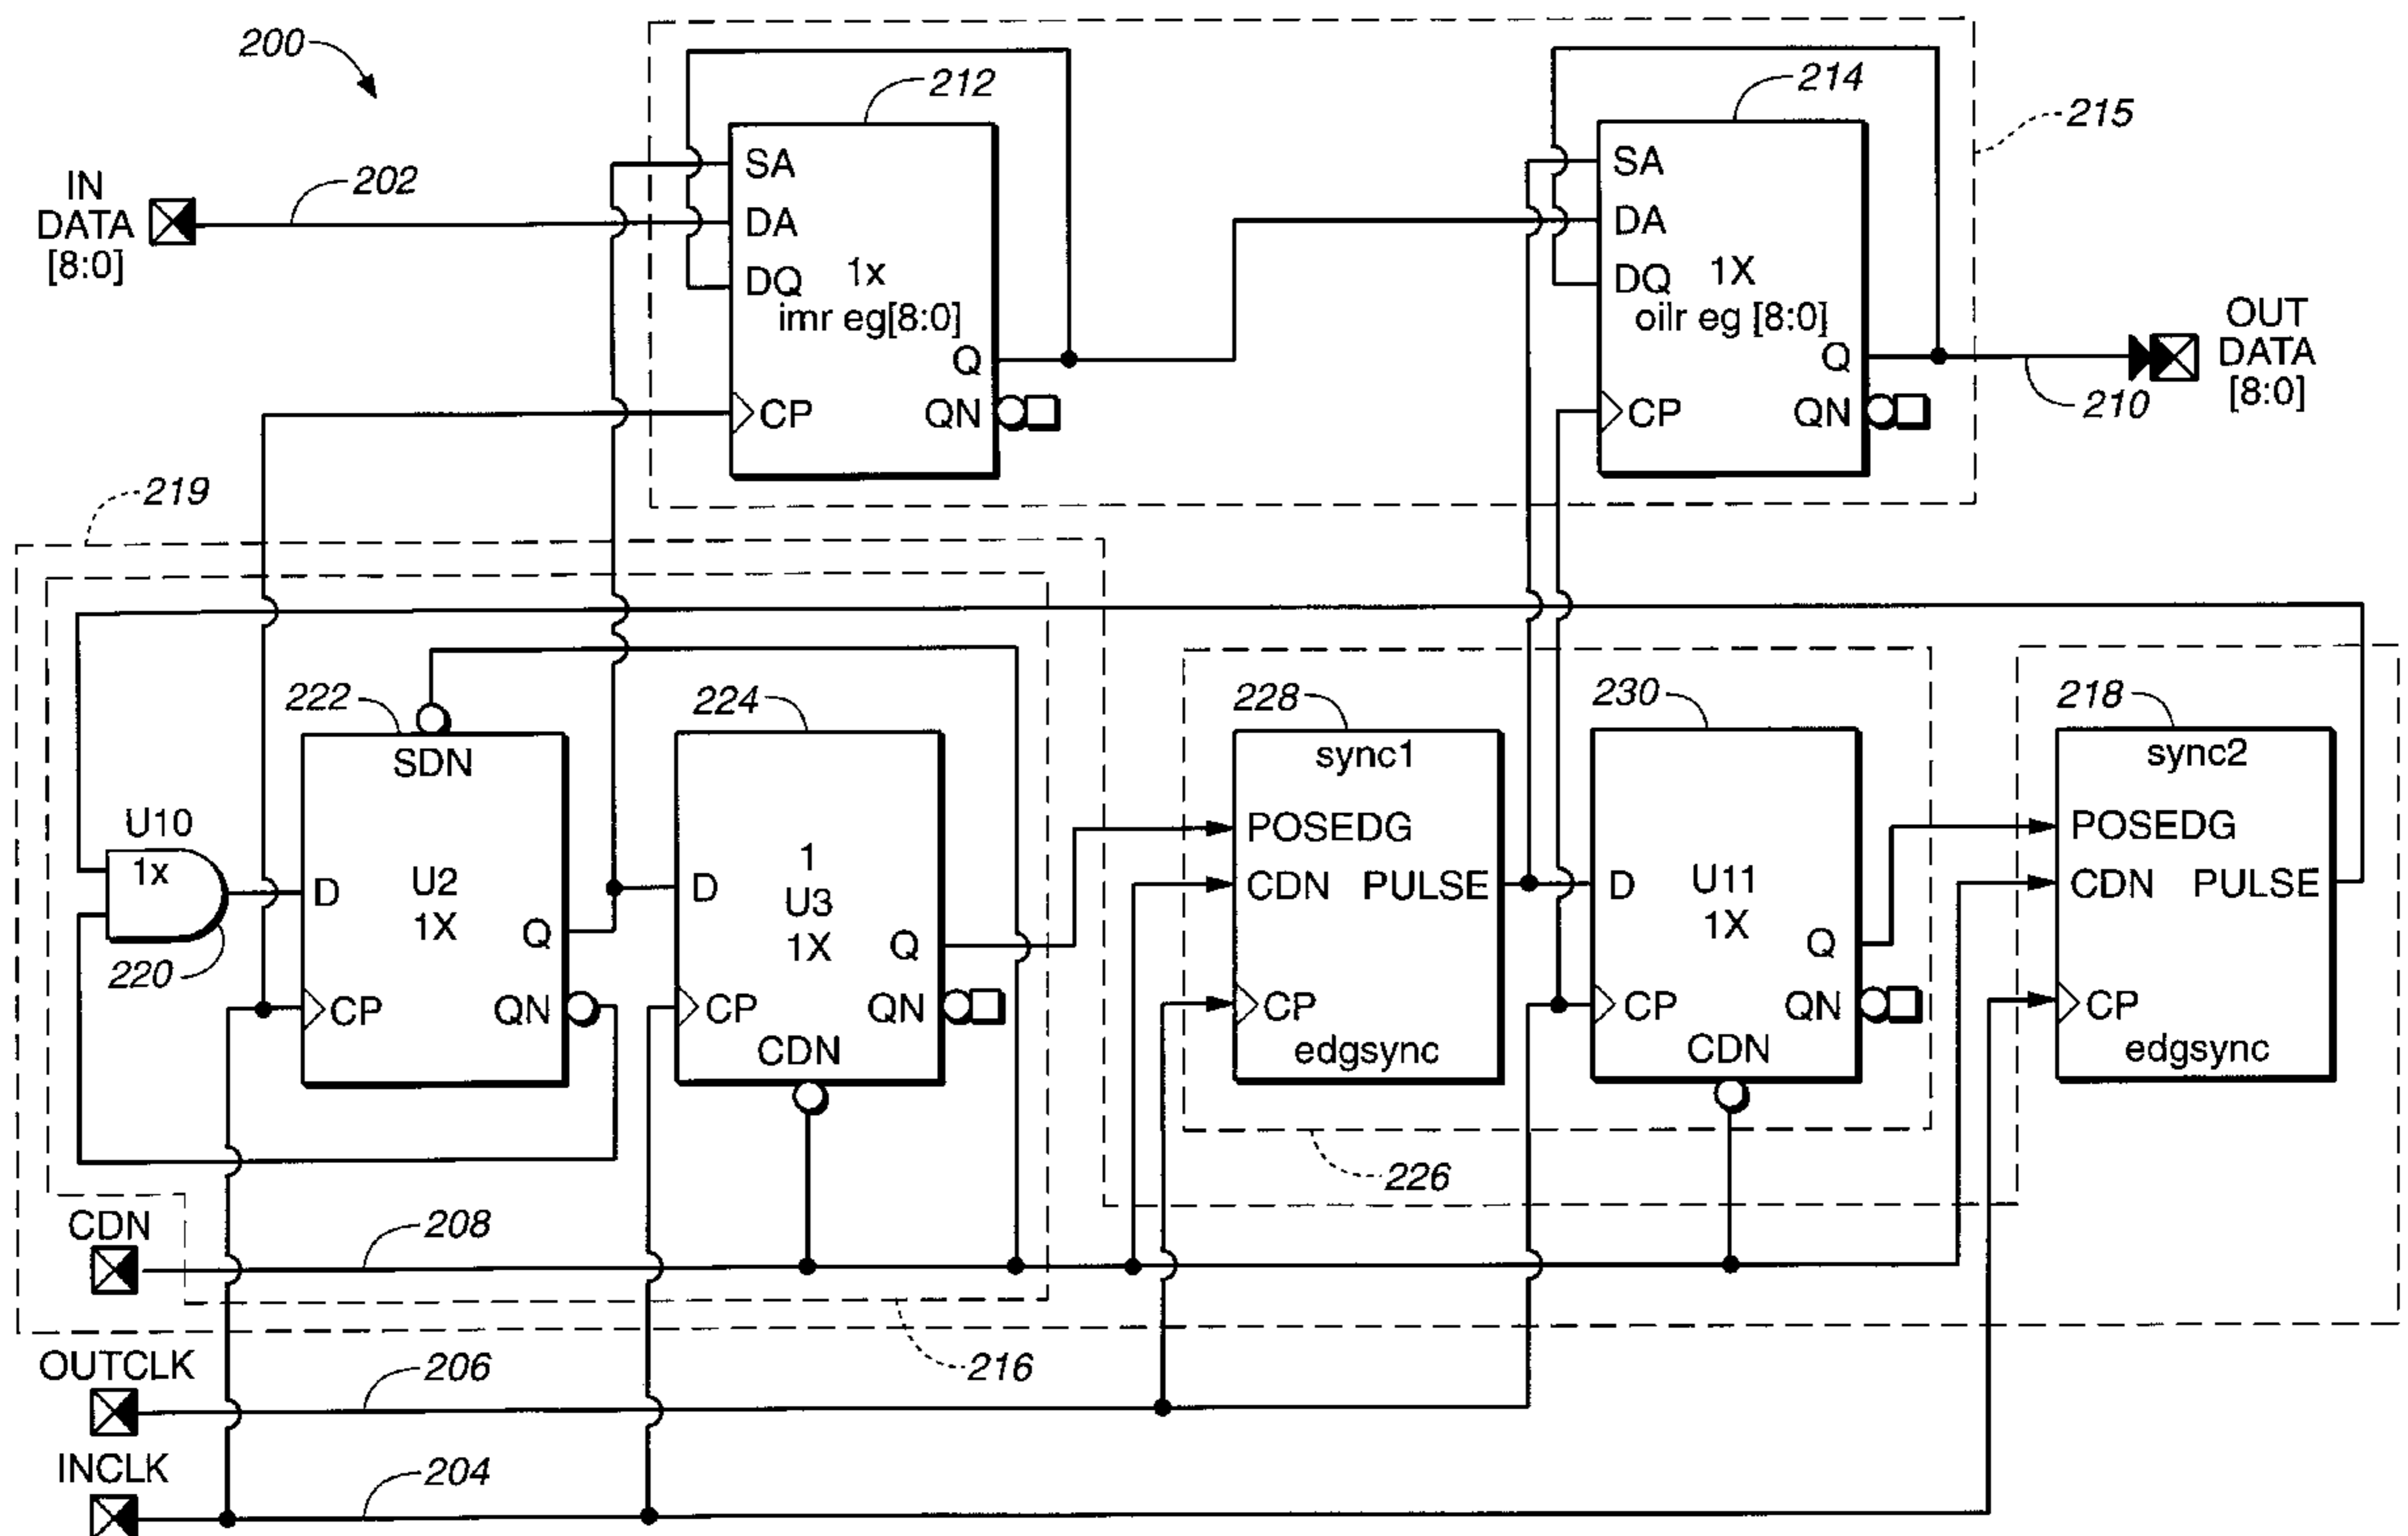 200
212
214
215
IN
DATA
[8:0]
202
SA
DA
DQ
1x
imr eg[8:0]
Q
CP
QN
SA
DA
DQ
1X
oilr eg [8:0]
Q
CP
QN
OUT
DATA
[8:0]
210
219
222
224
228
230
218
U10
1x
220
SDN
D
U2
1X
Q
CP
QN
1
D
U3
1X
Q
CP
QN
CDN
sync1
POSEDG
CDN PULSE
CP
edgsync
D
U11
1X
Q
CP
QN
CDN
sync2
POSEDG
CDN PULSE
CP
edgsync
226
CDN
208
216
OUTCLK
206
INCLK
204